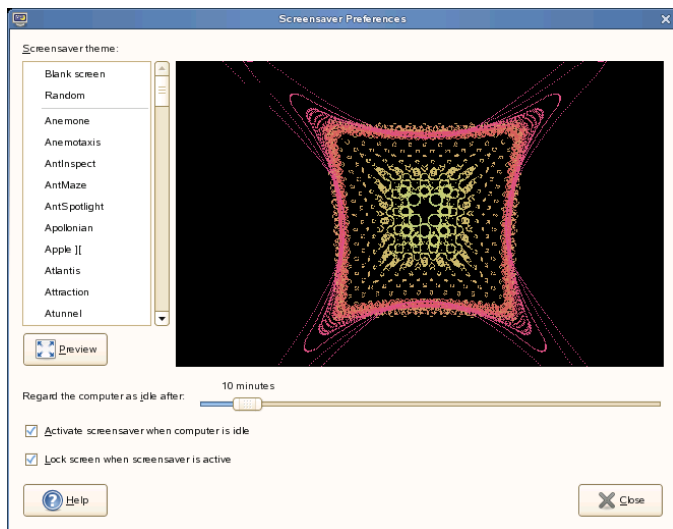 Screensaver Preferences
Screensaver theme:
Blank screen
Random
Anemone
Anemotaxis
AntInspect
AntMaze
AntSpotlight
Apollonian
Apple ][
Atlantis
Attraction
Atunnel
Preview
10 minutes
Regard the computer as idle after:
Activate screensaver when computer is idle
Lock screen when screensaver is active
Help
Close